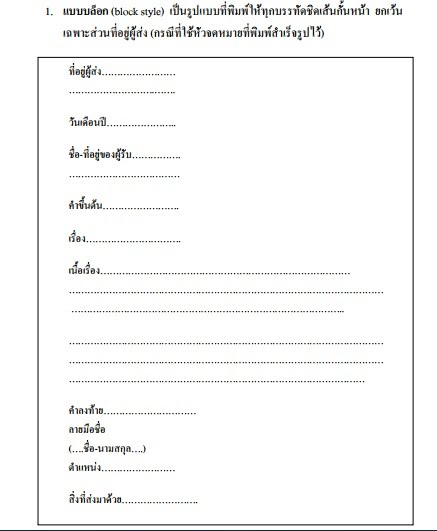 1. แบบบล็อก (block style) เป็นรูปแบบที่พิมพ์ให้ทุกบรรทัดชิดเส้นกั้นหน้า ยกเว้น
เฉพาะส่วนที่อยู่ผู้ส่ง (กรณีที่ใช้หัวจดหมายที่พิมพ์สำเร็จรูปไว้)
ที่อยู่ผู้ส่ง........................
..................................
วันเดือนปี......................
ชื่อ-ที่อยู่ของผู้รับ................
....................................
คำขึ้นต้น.........................
เรื่อง...............................
เนื้อเรื่อง.................................................................................
......................................................................................................
........................................................................................
......................................................................................................
......................................................................................................
................................................................................................
คำลงท้าย..............................
ลายมือชื่อ
(....ชื่อ-นามสกุล....)
ตำแหน่ง........................
สิ่งที่ส่งมาด้วย.........................